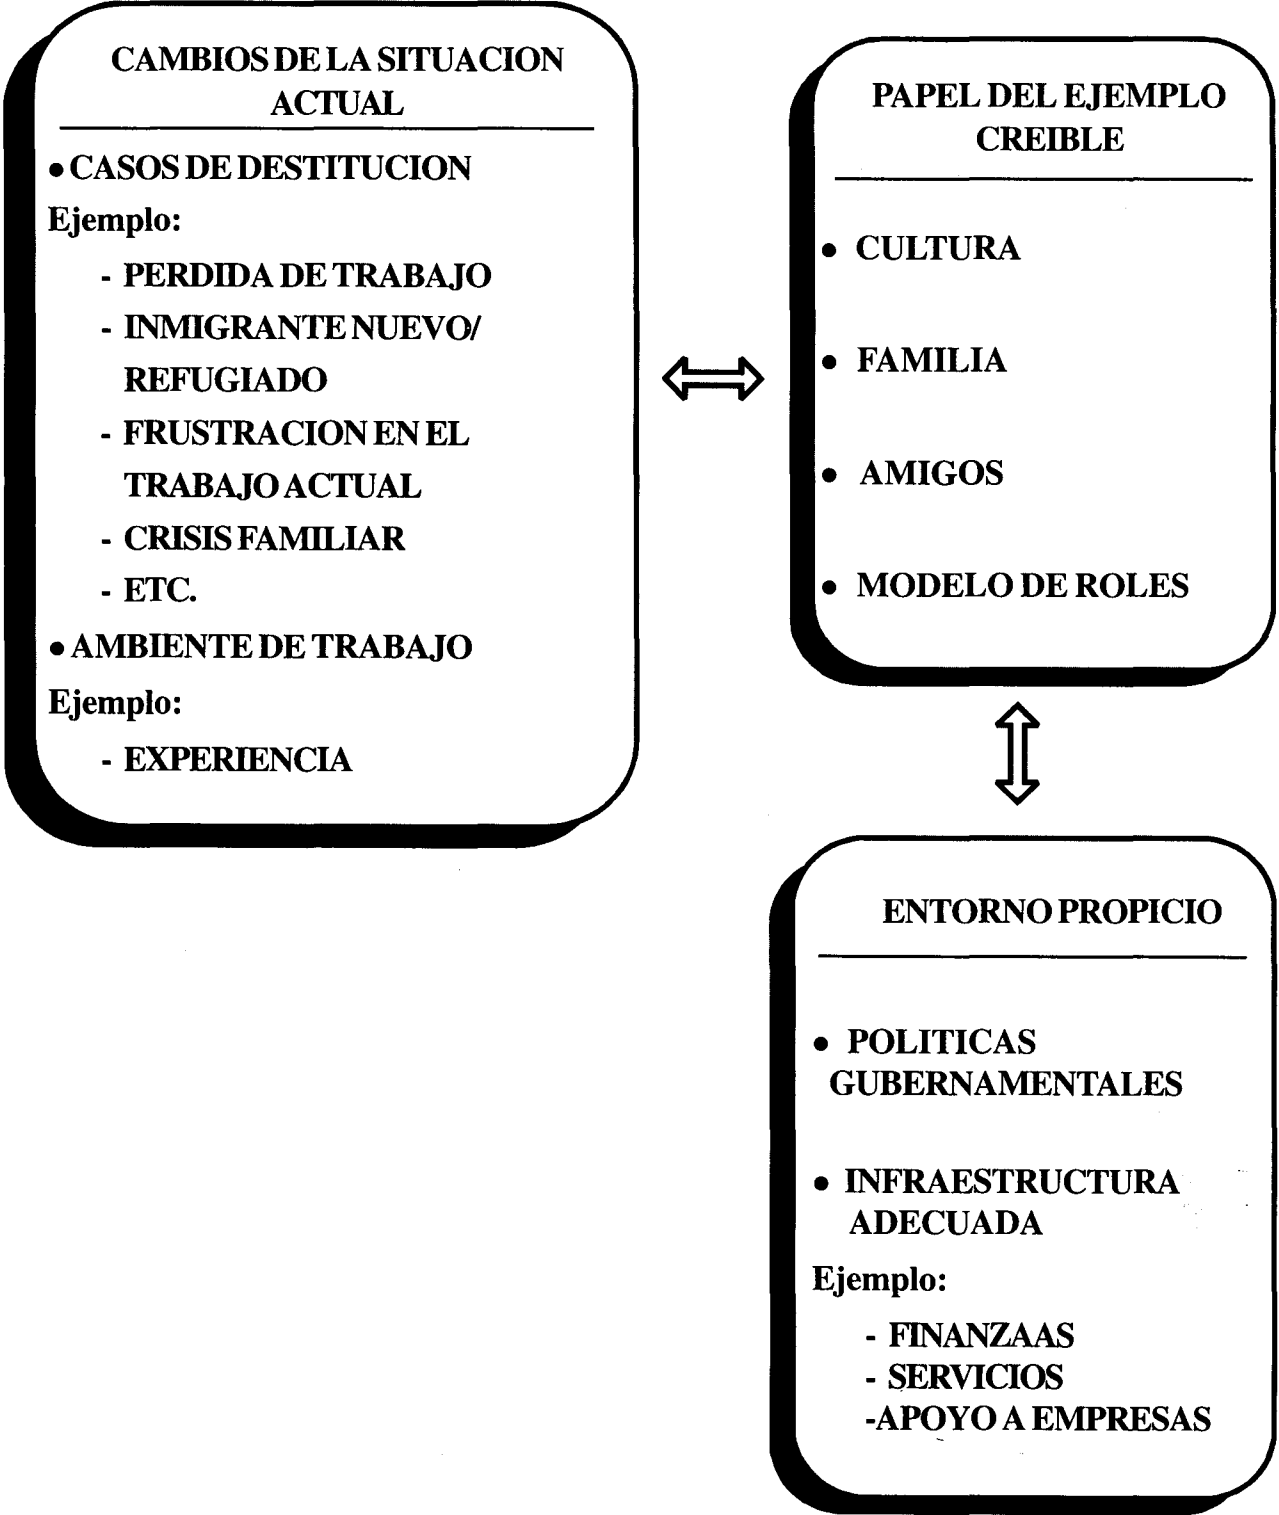 CAMBIOS DE LA SITUACION
ACTUAL
• CASOS DE DESTITUCION
Ejemplo:
- PERDIDA DE TRABAJO
- INMIGRANTE NUEVO/
REFUGIADO
- FRUSTRACION EN EL
TRABAJO ACTUAL
- CRISIS FAMILIAR
- ETC.
• AMBIENTE DE TRABAJO
Ejemplo:
- EXPERIENCIA
PAPEL DEL EJEMPLO
CREIBLE
• CULTURA
• FAMILIA
• AMIGOS
• MODELO DE ROLES
ENTORNO PROPICIO
• POLITICAS
GUBERNAMENTALES
• INFRAESTRUCTURA
ADECUADA
Ejemplo:
- FINANZAAS
- SERVICIOS
-APOYO A EMPRESAS